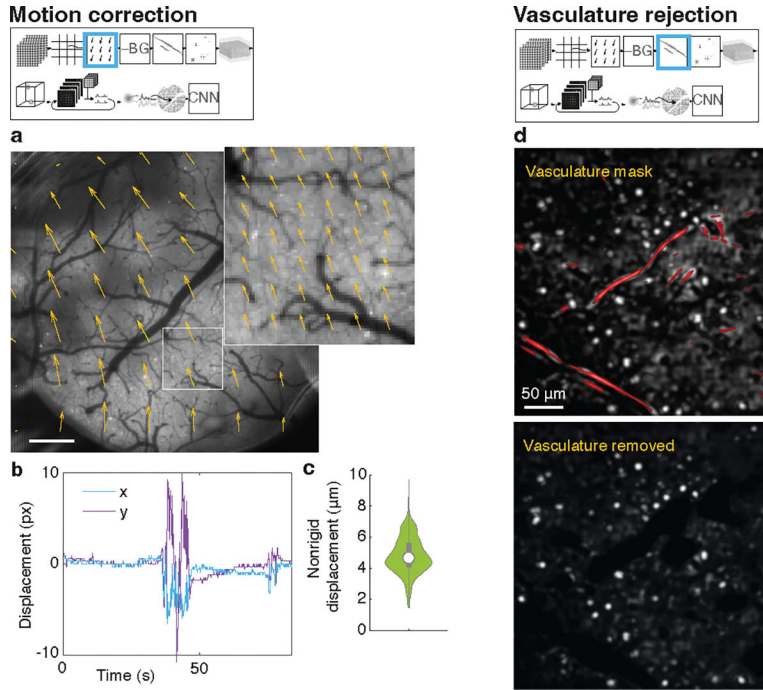 Motion correction
–BG
CNN
a
b
10
0
-10
Displacement (px)
x
y
0
50
Time (s)
c
10
8
6
4
2
0
Nonrigid
displacement (µm)
Vasculature rejection
–BG
CNN
d
Vasculature mask
50 µm
Vasculature removed